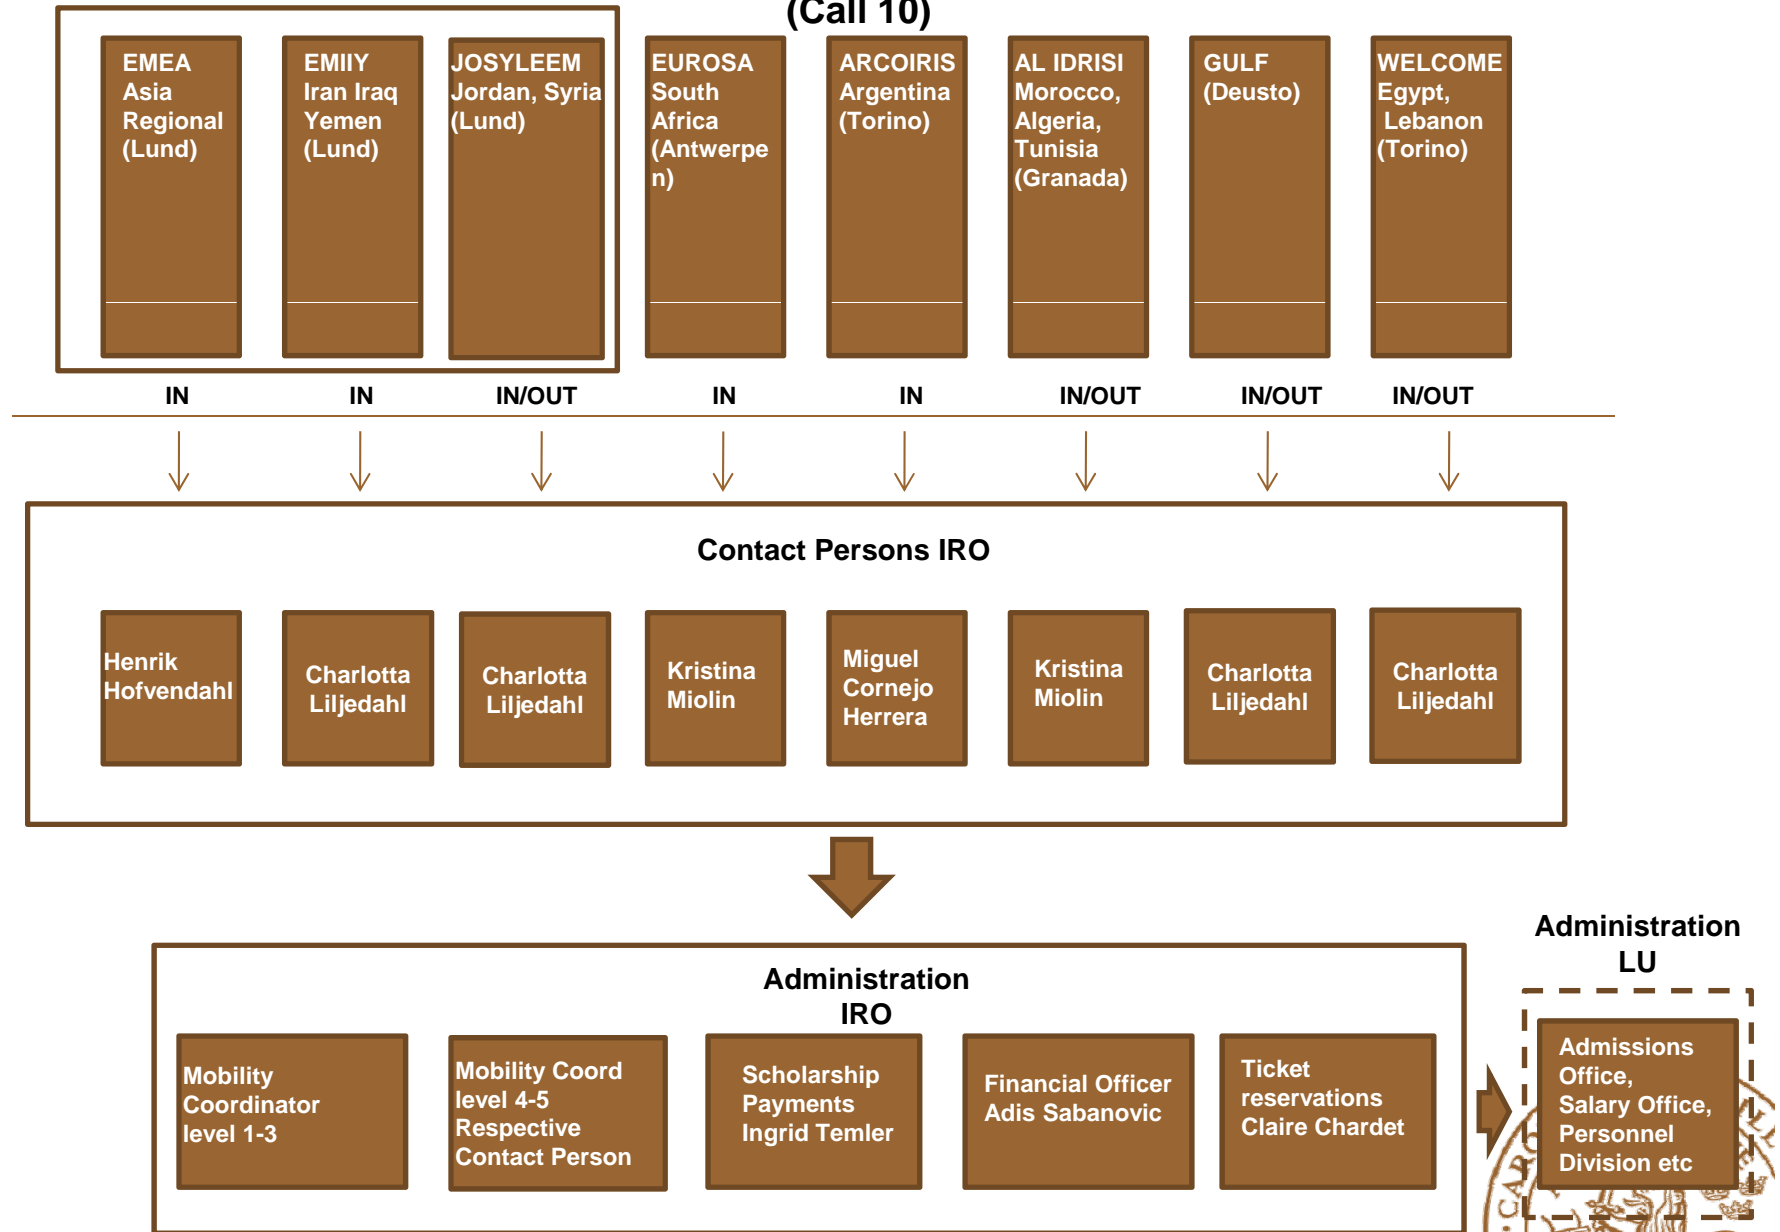 (Call 10)
EMEA
Asia
Regional
(Lund)
EMIIY
Iran Iraq
Yemen
(Lund)
JOSYLEEM
Jordan, Syria
(Lund)
EUROSA
South
Africa
(Antwerpe
n)
ARCOIRIS
Argentina
(Torino)
AL IDRISI
Morocco,
Algeria,
Tunisia
(Granada)
GULF
(Deusto)
WELCOME
Egypt,
Lebanon
(Torino)
IN
IN
IN/OUT
IN
IN
IN/OUT
IN/OUT
IN/OUT
Contact Persons IRO
Henrik
Hofvendahl
Charlotta
Liljedahl
Charlotta
Liljedahl
Kristina
Miolin
Miguel
Cornejo
Herrera
Kristina
Miolin
Charlotta
Liljedahl
Charlotta
Liljedahl
Administration
IRO
Mobility
Coordinator
level 1-3
Mobility Coord
level 4-5
Respective
Contact Person
Scholarship
Payments
Ingrid Temler
Financial Officer
Adis Sabanovic
Ticket
reservations
Claire Chardet
Administration
LU
Admissions
Office,
Salary Office,
Personnel
Division etc